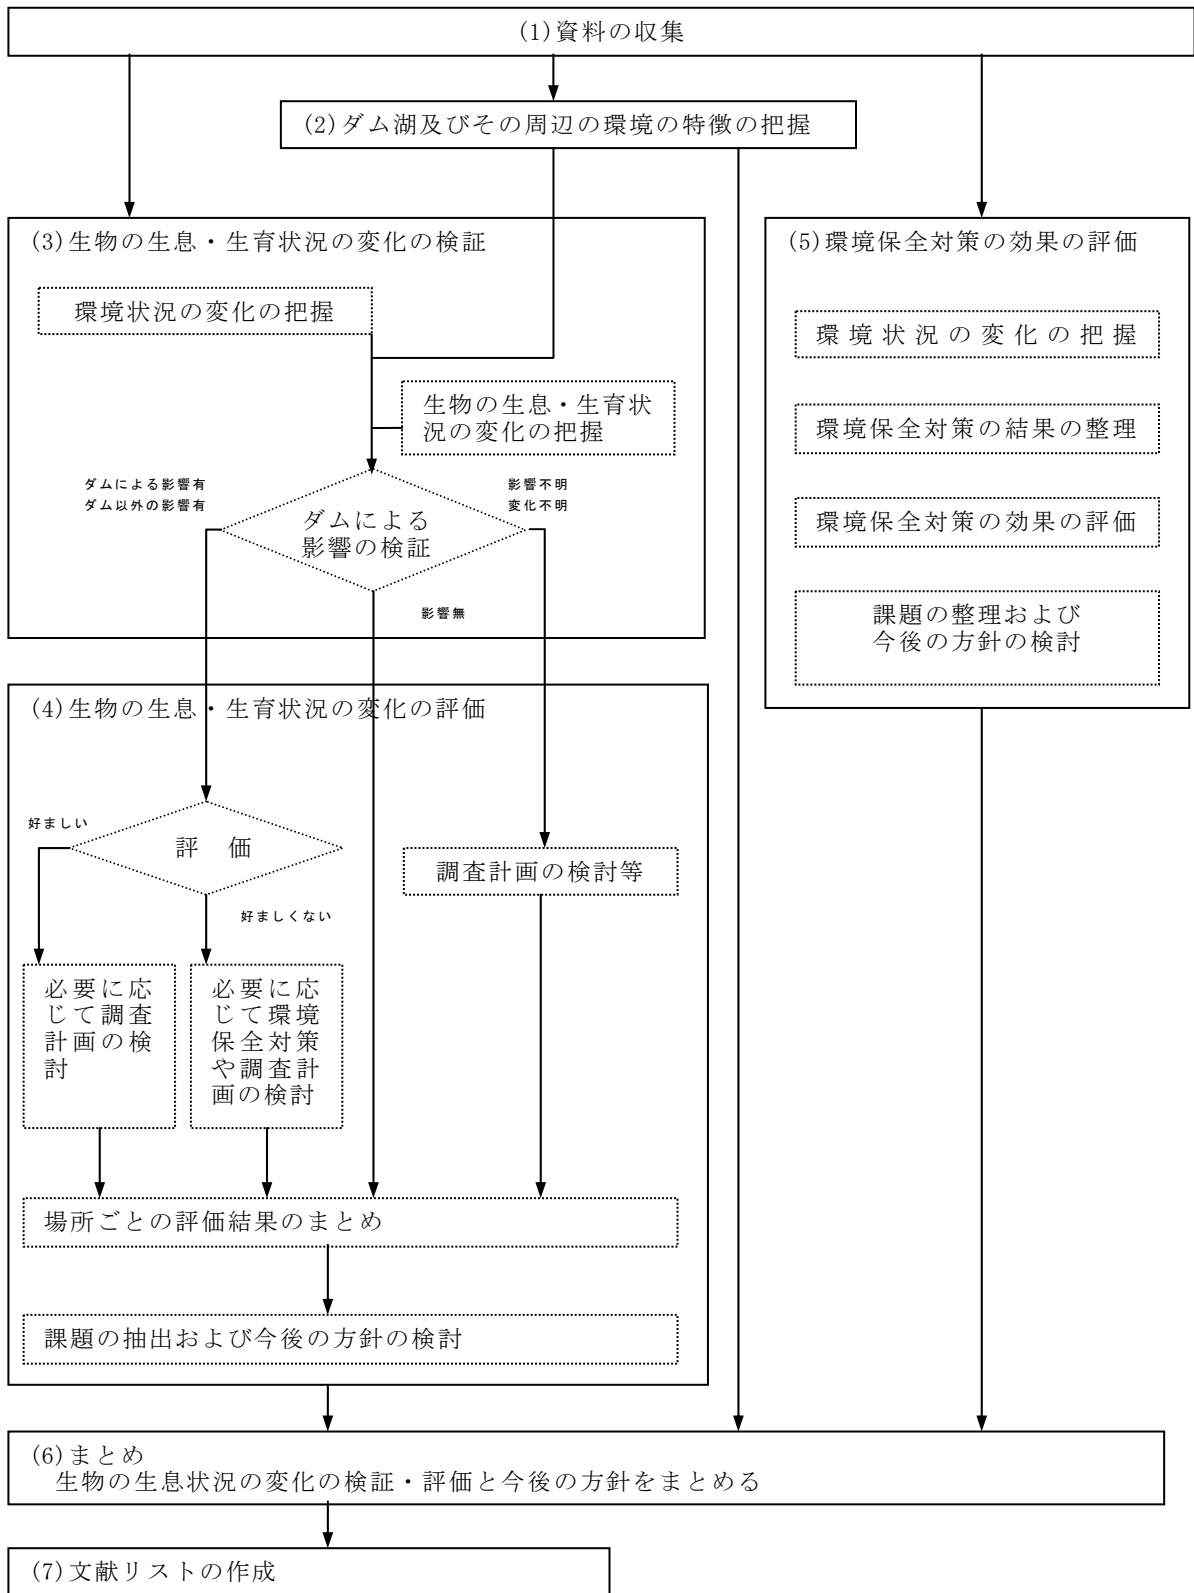 (1)資料の収集
(2)ダム湖及びその周辺の環境の特徴の把握
(3)生物の生息・生育状況の変化の検証
環境状況の変化の把握
生物の生息・生育状
況の変化の把握
ダムによる影響有
ダム以外の影響有
影響不明
変化不明
ダムによる
影響の検証
影響無
(5)環境保全対策の効果の評価
環境状況の変化の把握
環境保全対策の結果の整理
環境保全対策の効果の評価
課題の整理および
今後の方針の検討
(4)生物の生息・生育状況の変化の評価
好ましい
評 価
好ましくない
調査計画の検討等
必要に応
じて調査
計画の検
討
必要に応
じて環境
保全対策
や調査計
画の検討
場所ごとの評価結果のまとめ
課題の抽出および今後の方針の検討
(6)まとめ
生物の生息状況の変化の検証・評価と今後の方針をまとめる
(7)文献リストの作成